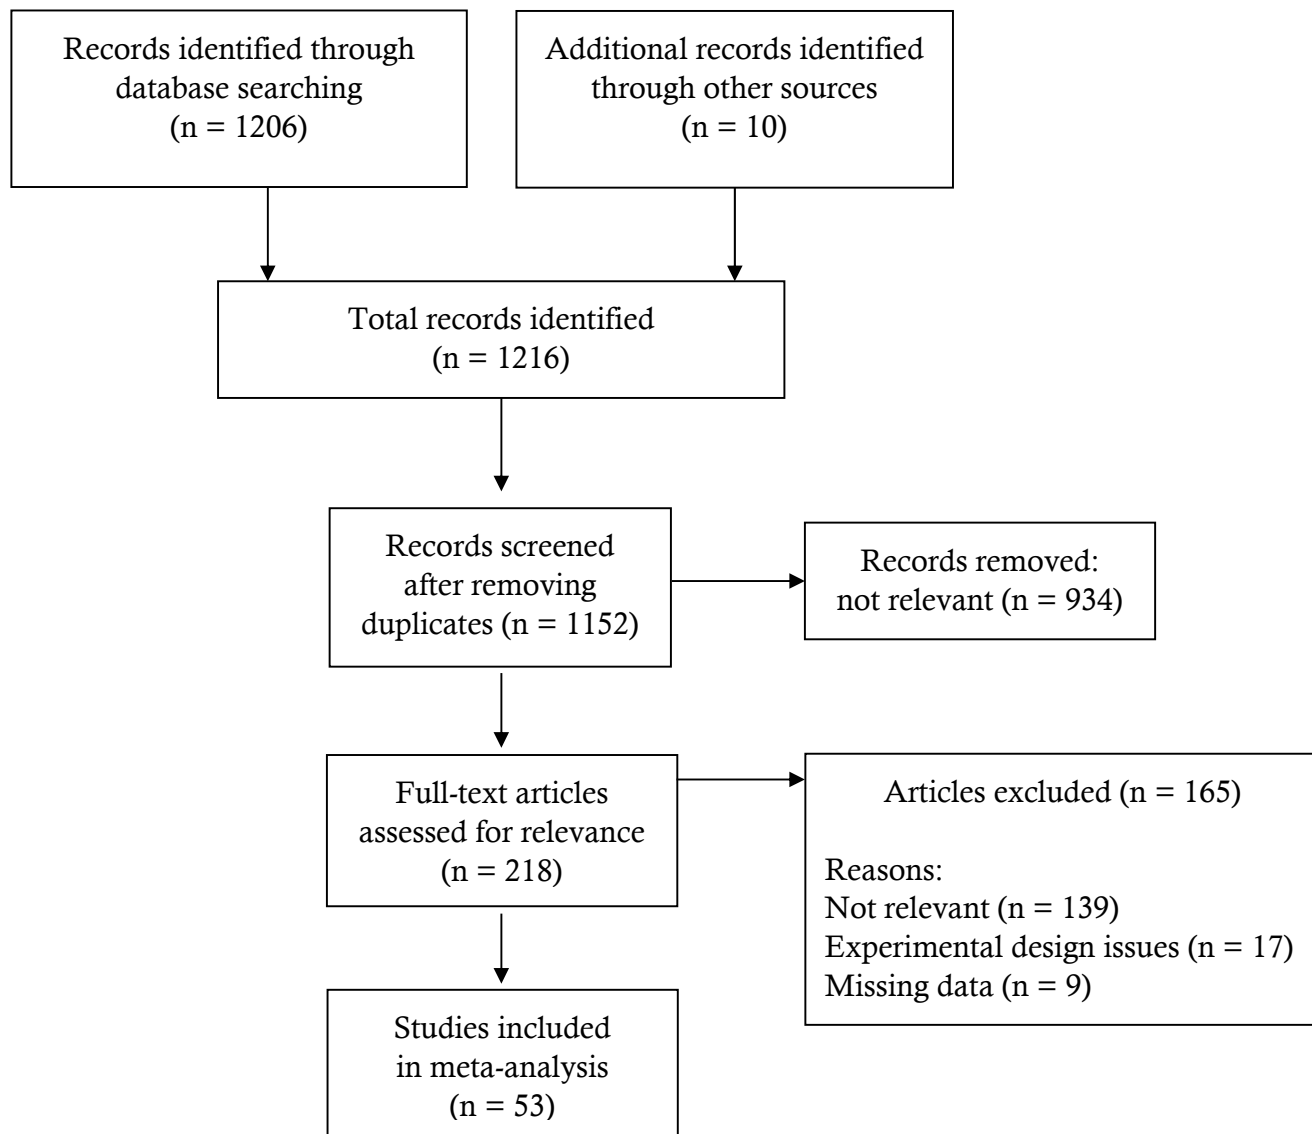 Records identified through
database searching
(n = 1206)
Additional records identified
through other sources
(n = 10)
Total records identified
(n = 1216)
Records screened
after removing
duplicates (n = 1152)
Records removed:
not relevant (n = 934)
Full-text articles
assessed for relevance
(n = 218)
Articles excluded (n = 165)
Reasons:
Not relevant (n = 139)
Experimental design issues (n = 17)
Missing data (n = 9)
Studies included
in meta-analysis
(n = 53)